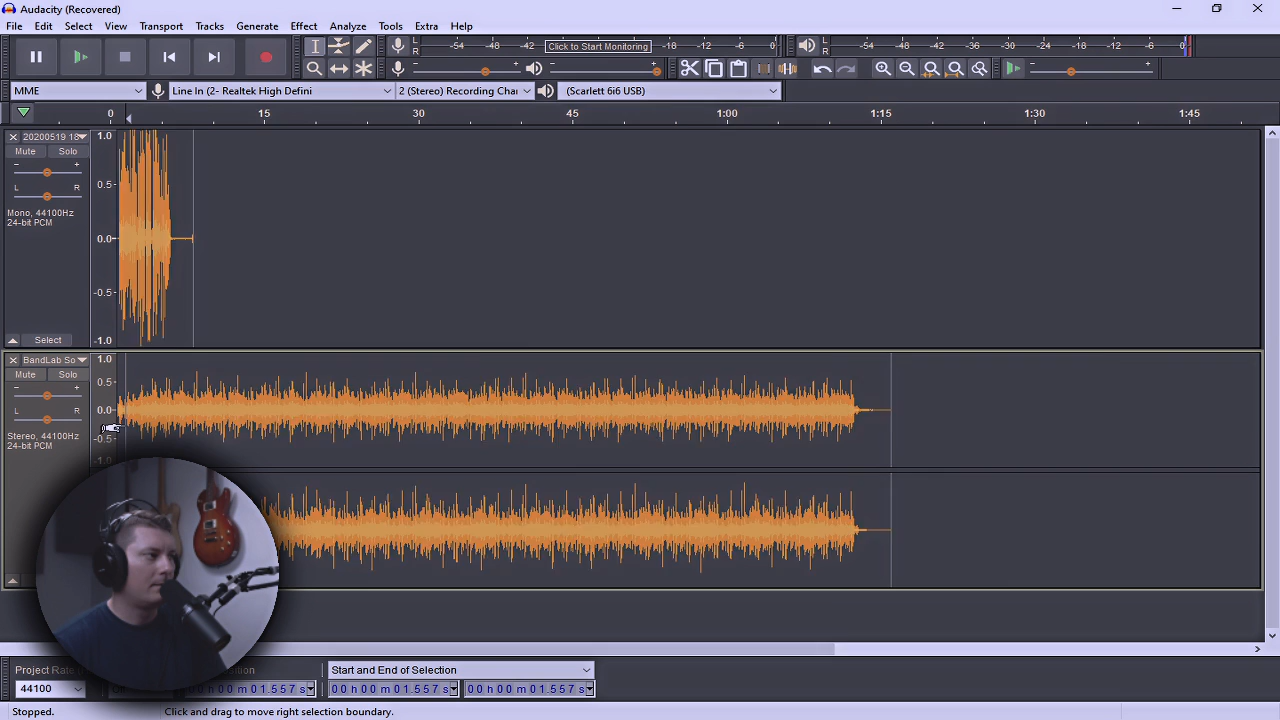 Audacity (Recovered)
File Edit Select View Transport Tracks Generate Effect Analyze Tools Extra Help
L R -54 -48 -42 Click to Start Monitoring -18 -12 -6 0 L R -54 -48 -42 -36 -30 -24 -18 -12 -6 0
- + - + - +
MME Line In (2- Realtek High Defini 2 (Stereo) Recording Chai (Scarlett 6i6 USB)
0 15 30 45 1:00 1:15 1:30 1:45
20200519 18
Mute Solo
- +
L R
Mono, 44100Hz
24-bit PCM
Select
1.0
0.5
0.0
-0.5
-1.0
BandLab So
Mute Solo
- +
L R
Stereo, 44100Hz
24-bit PCM
1.0
0.5
0.0
-0.5
-1.0
Project Rate Start and End of Selection
44100 00 h 00 m 01.557 s 00 h 00 m 01.557 s
Stopped. Click and drag to move right selection boundary.